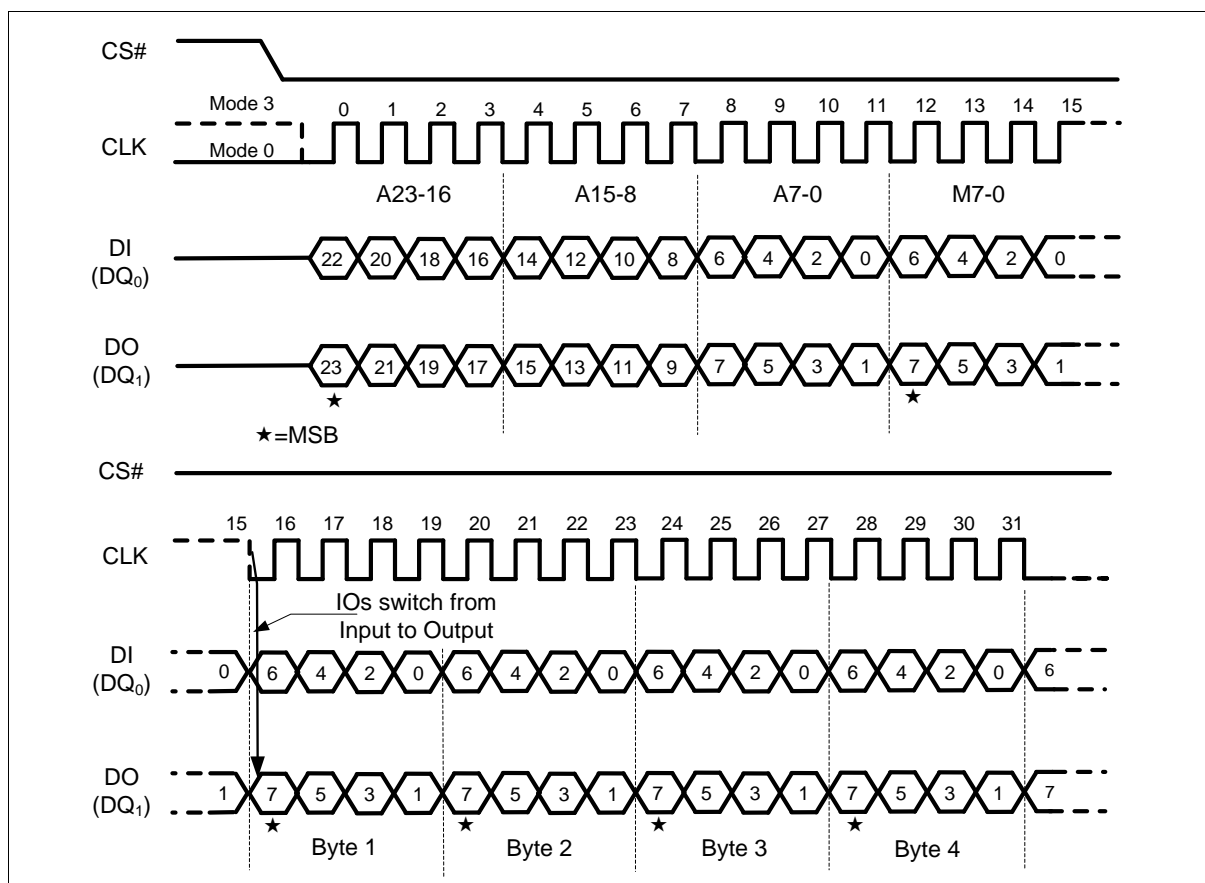 CS#
Mode 3
0 1 2 3 4 5 6 7 8 9 10 11 12 13 14 15
CLK
Mode 0
A23-16 A15-8 A7-0 M7-0
DI
(DQ0)
22 20 18 16 14 12 10 8 6 4 2 0 6 4 2 0
DO
(DQ1)
23 21 19 17 15 13 11 9 7 5 3 1 7 5 3 1
★ ★
★=MSB
CS#
15 16 17 18 19 20 21 22 23 24 25 26 27 28 29 30 31
CLK
IOs switch from
Input to Output
DI
(DQ0)
0 6 4 2 0 6 4 2 0 6 4 2 0 6 4 2 0 6
DO
(DQ1)
1 7 5 3 1 7 5 3 1 7 5 3 1 7 5 3 1 7
★ ★ ★ ★
Byte 1 Byte 2 Byte 3 Byte 4